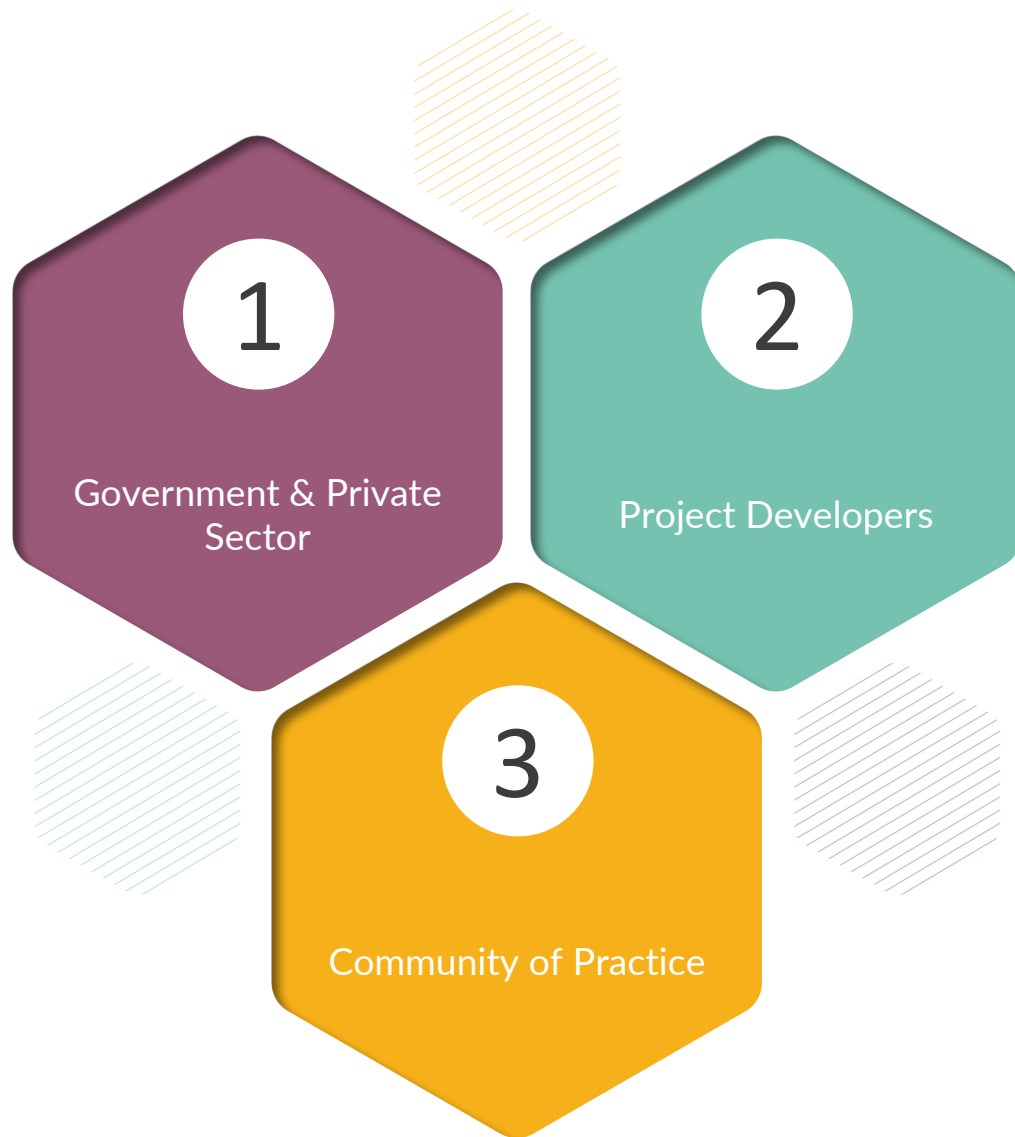 1
Government & Private
Sector
2
Project Developers
3
Community of Practice